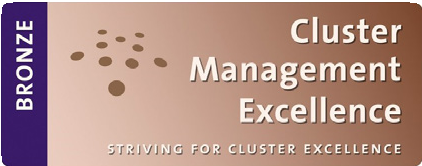 BRONZE
Cluster
Management
Excellence
STRIVING FOR CLUSTER EXCELLENCE